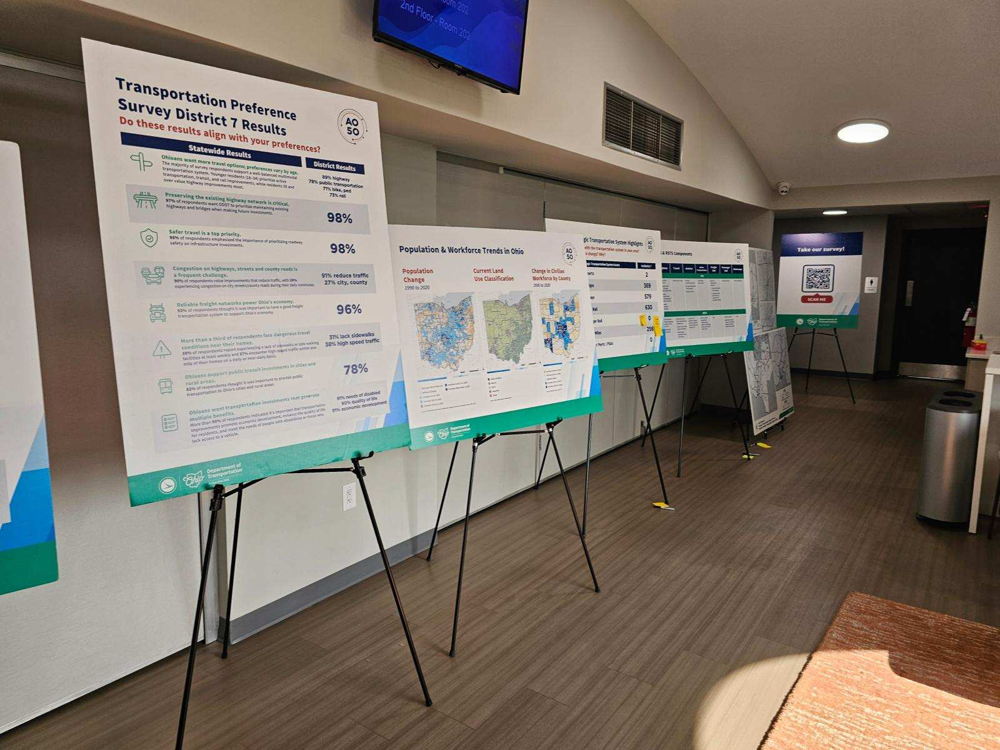 Room 202
2nd Floor - Room 202
Transportation Preference
Survey District 7 Results
Do these results align with your preferences?
AO
50
Statewide Results
District Results
Ohioans want more travel options; preferences vary by age.
The majority of survey respondents support a well-balanced multimodal
transportation system. Younger residents (18-34) prioritize active
transportation, transit, and rail improvements, while residents 35 and
over value highway improvements most.
89% highway
78% public transportation
71% bike, ped
73% rail
Preserving the existing highway network is critical.
97% of respondents want ODOT to prioritize maintaining existing
highways and bridges when making future investments.
98%
Safer travel is a top priority.
95% of respondents emphasized the importance of prioritizing roadway
safety on infrastructure investments.
98%
Congestion on highways, streets and county roads is
a frequent challenge.
90% of respondents value improvements that reduce traffic, with 29%
experiencing congestion on city streets/county roads during their daily commutes.
91% reduce traffic
27% city, county
Reliable freight networks power Ohio's economy.
93% of respondents thought it was important to have a good freight
transportation system to support Ohio's economy.
96%
More than a third of respondents face dangerous travel
conditions near their homes.
35% of respondents report experiencing a lack of sidewalks or safe walking
facilities at least weekly and 37% encounter high-speed traffic within one
mile of their homes on a daily or near-daily basis.
31% lack sidewalks
38% high speed traffic
Ohioans support public transit investments in cities and
rural areas.
82% of respondents thought it was important to provide public
transportation to Ohio's cities and rural areas.
78%
Ohioans want transportation investments that generate
multiple benefits.
More than 90% of respondents indicated it's important that transportation
improvements promote economic development, enhance the quality of life
for residents, and meet the needs of people with disabilities or those who
lack access to a vehicle.
91% needs of disabled
90% quality of life
91% economic development
Ohio
Department of
Transportation
Population & Workforce Trends in Ohio
AO
50
Population
Change
1990 to 2020
Current Land
Use Classification
Change in Civilian
Workforce by County
1990 to 2020
Ohio
Department of
Transportation
gic Transportation System Highlights
with the transportation system in your area?
o change? Why?
AO
50
gic Transportation System Assets
District 7
orts
2
369
ys
579
Rail
630
er Rail
0
Miles
298
r Ports | PSAs
0
& RSTS Components
AO
50
Transit
Take our survey!
SCAN ME
Ohio
Department of
Transportation